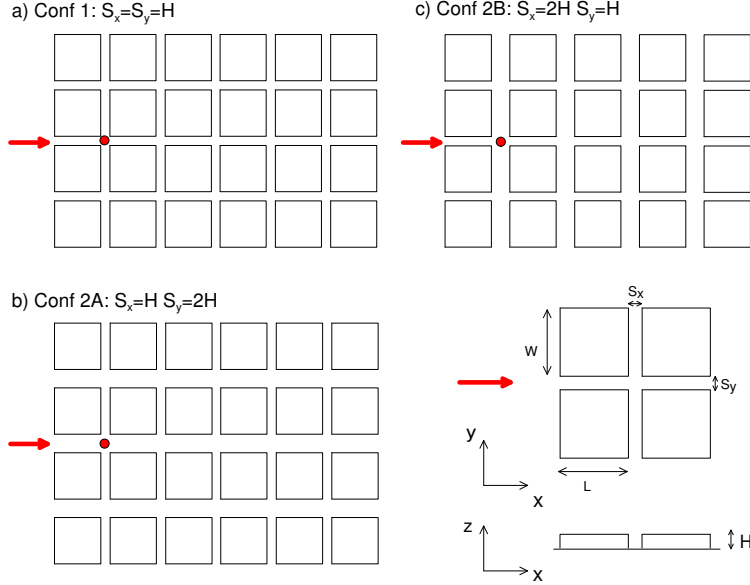 a) Conf 1: Sx=Sy=H
c) Conf 2B: Sx=2H Sy=H
b) Conf 2A: Sx=H Sy=2H
Sx
W
Sy
y
x
L
z
H
x